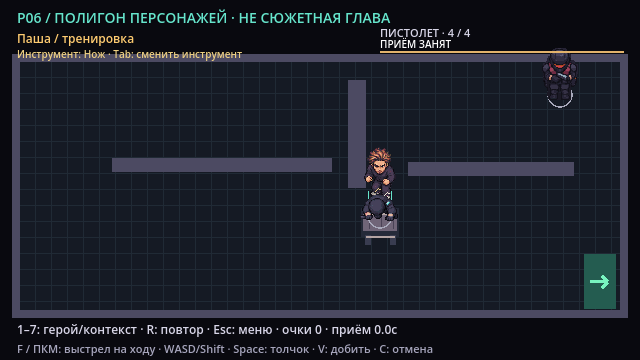 P06 / ПОЛИГОН ПЕРСОНАЖЕЙ · НЕ СЮЖЕТНАЯ ГЛАВА
Паша / тренировка
ПИСТОЛЕТ · 4 / 4
ПРИЁМ ЗАНЯТ
Инструмент: Нож · Tab: сменить инструмент
1–7: герой/контекст · R: повтор · Esc: меню · очки 0 · приём 0.0с
F / ПКМ: выстрел на ходу · WASD/Shift · Space: толчок · V: добить · C: отмена